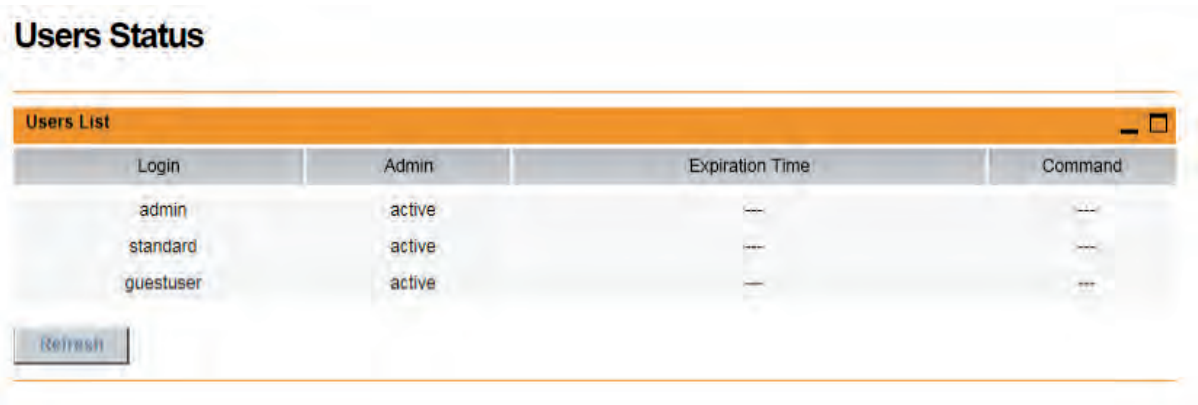 Users Status
Users List
Login Admin Expiration Time Command
admin active --- ---
standard active --- ---
guestuser active --- ---
Refresh